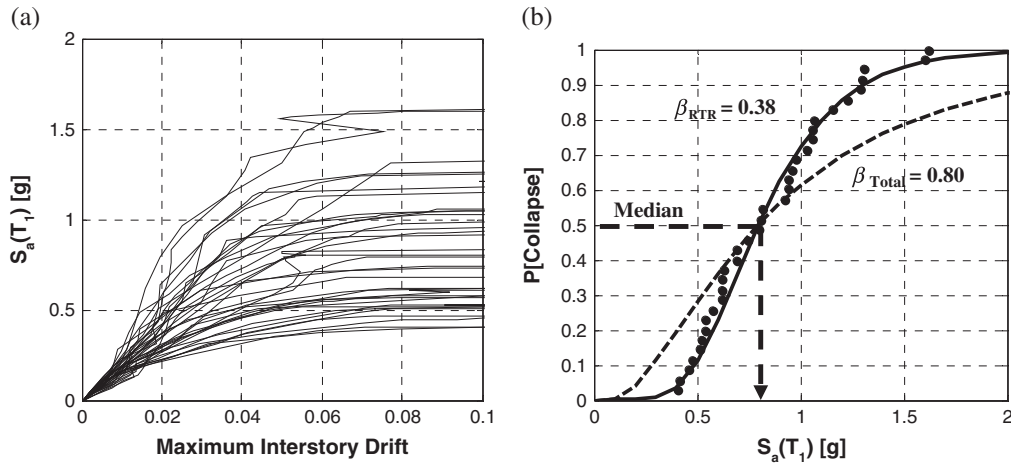 (a)
2
1.5
1
0.5
0
S_a(T_1) [g]
0 0.02 0.04 0.06 0.08 0.1
Maximum Interstory Drift
(b)
1
0.9
0.8
0.7
0.6
0.5
0.4
0.3
0.2
0.1
0
P[Collapse]
β_RTR = 0.38
β_Total = 0.80
Median
0 0.5 1 1.5 2
S_a(T_1) [g]